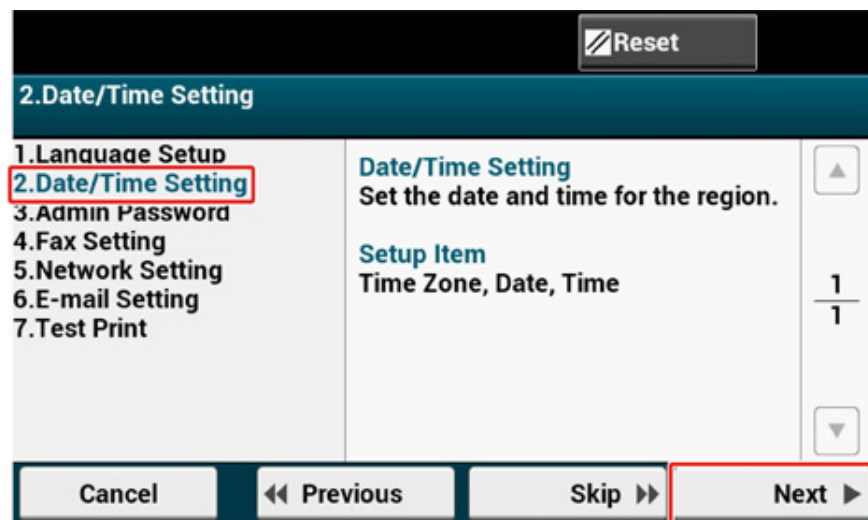 Reset
2.Date/Time Setting
1.Language Setup
2.Date/Time Setting
3.Admin Password
4.Fax Setting
5.Network Setting
6.E-mail Setting
7.Test Print
Date/Time Setting
Set the date and time for the region.
Setup Item
Time Zone, Date, Time
1
1
Cancel
Previous
Skip
Next